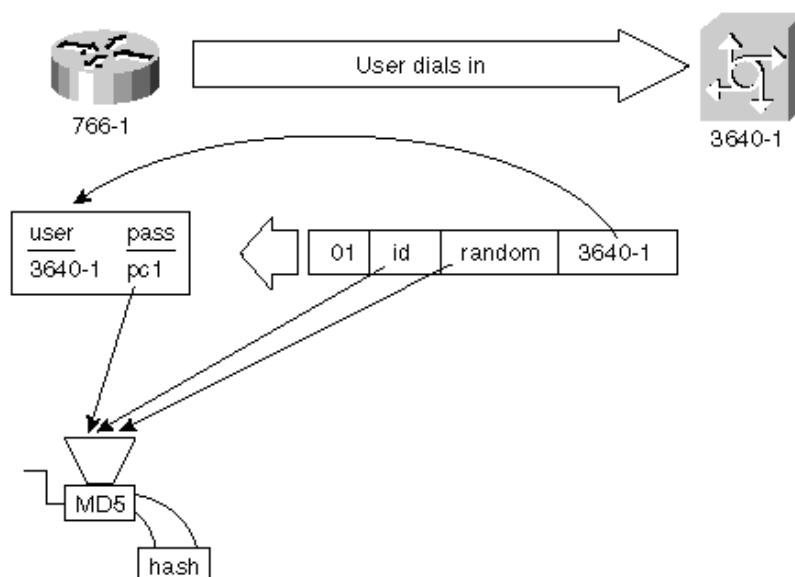 User dials in
766-1
3640-1
user pass
3640-1 pc1
01 id random 3640-1
MD5
hash